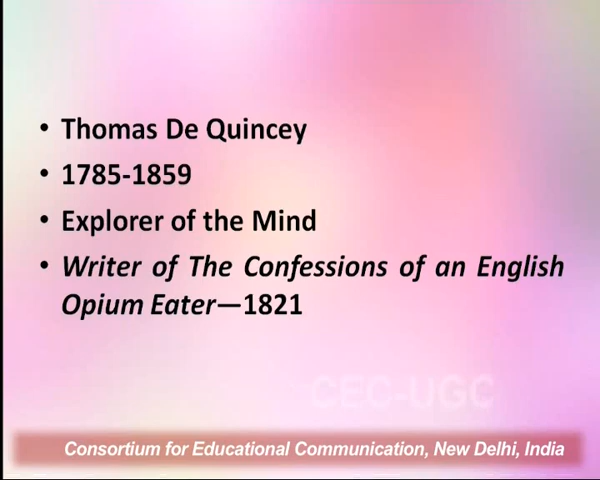 • Thomas De Quincey
• 1785-1859
• Explorer of the Mind
• Writer of The Confessions of an English
Opium Eater—1821
CEC-UGC
Consortium for Educational Communication, New Delhi, India